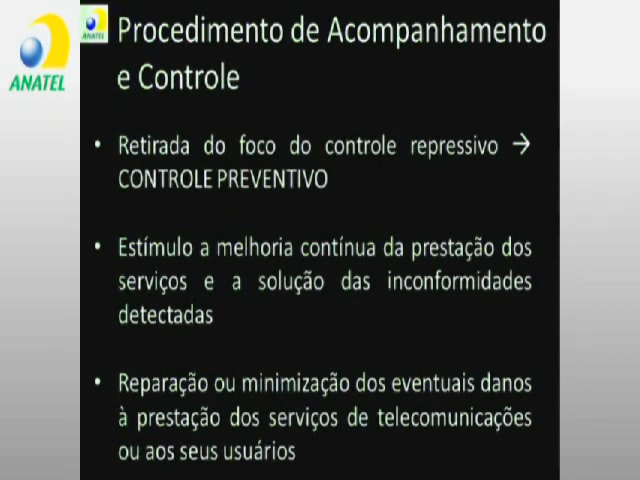 ANATEL
ANATEL
Procedimento de Acompanhamento
e Controle
• Retirada do foco do controle repressivo →
CONTROLE PREVENTIVO
• Estímulo a melhoria contínua da prestação dos
serviços e a solução das inconformidades
detectadas
• Reparação ou minimização dos eventuais danos
à prestação dos serviços de telecomunicações
ou aos seus usuários